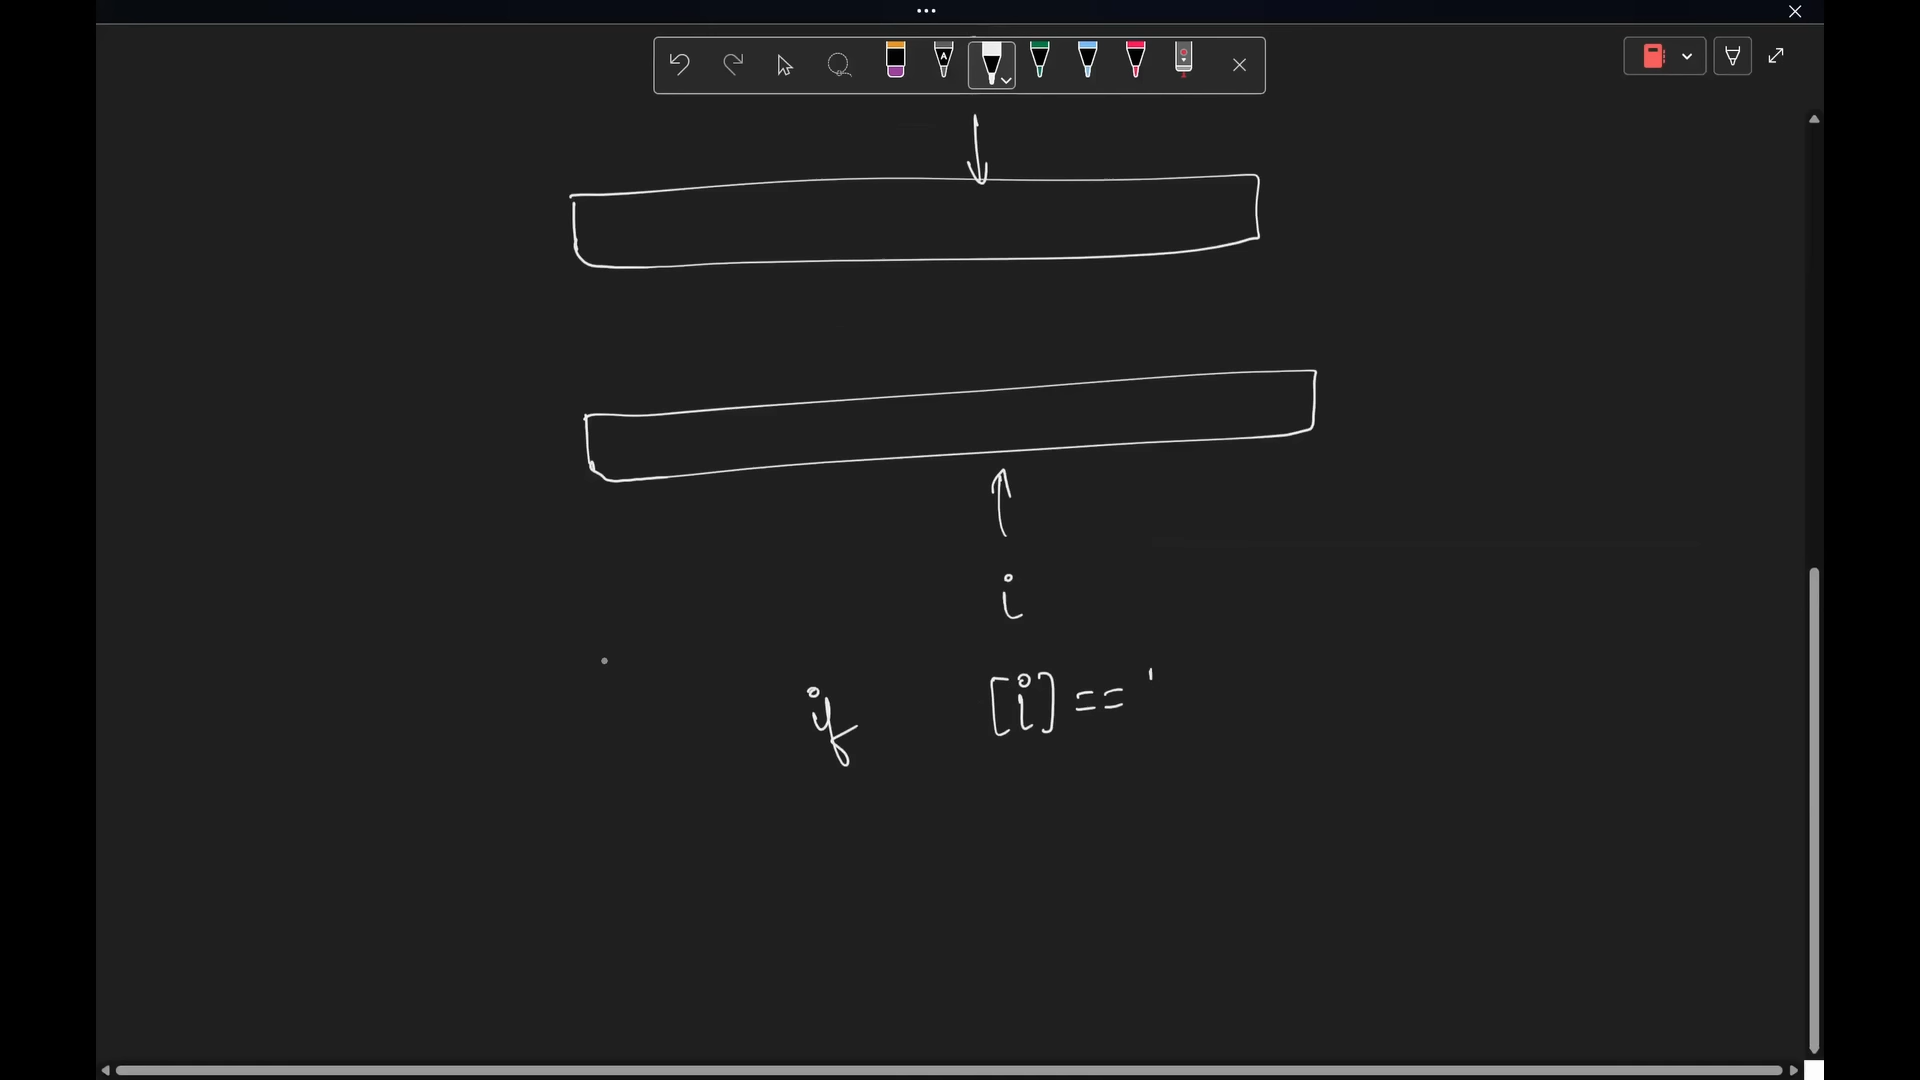 i
if [i] == '